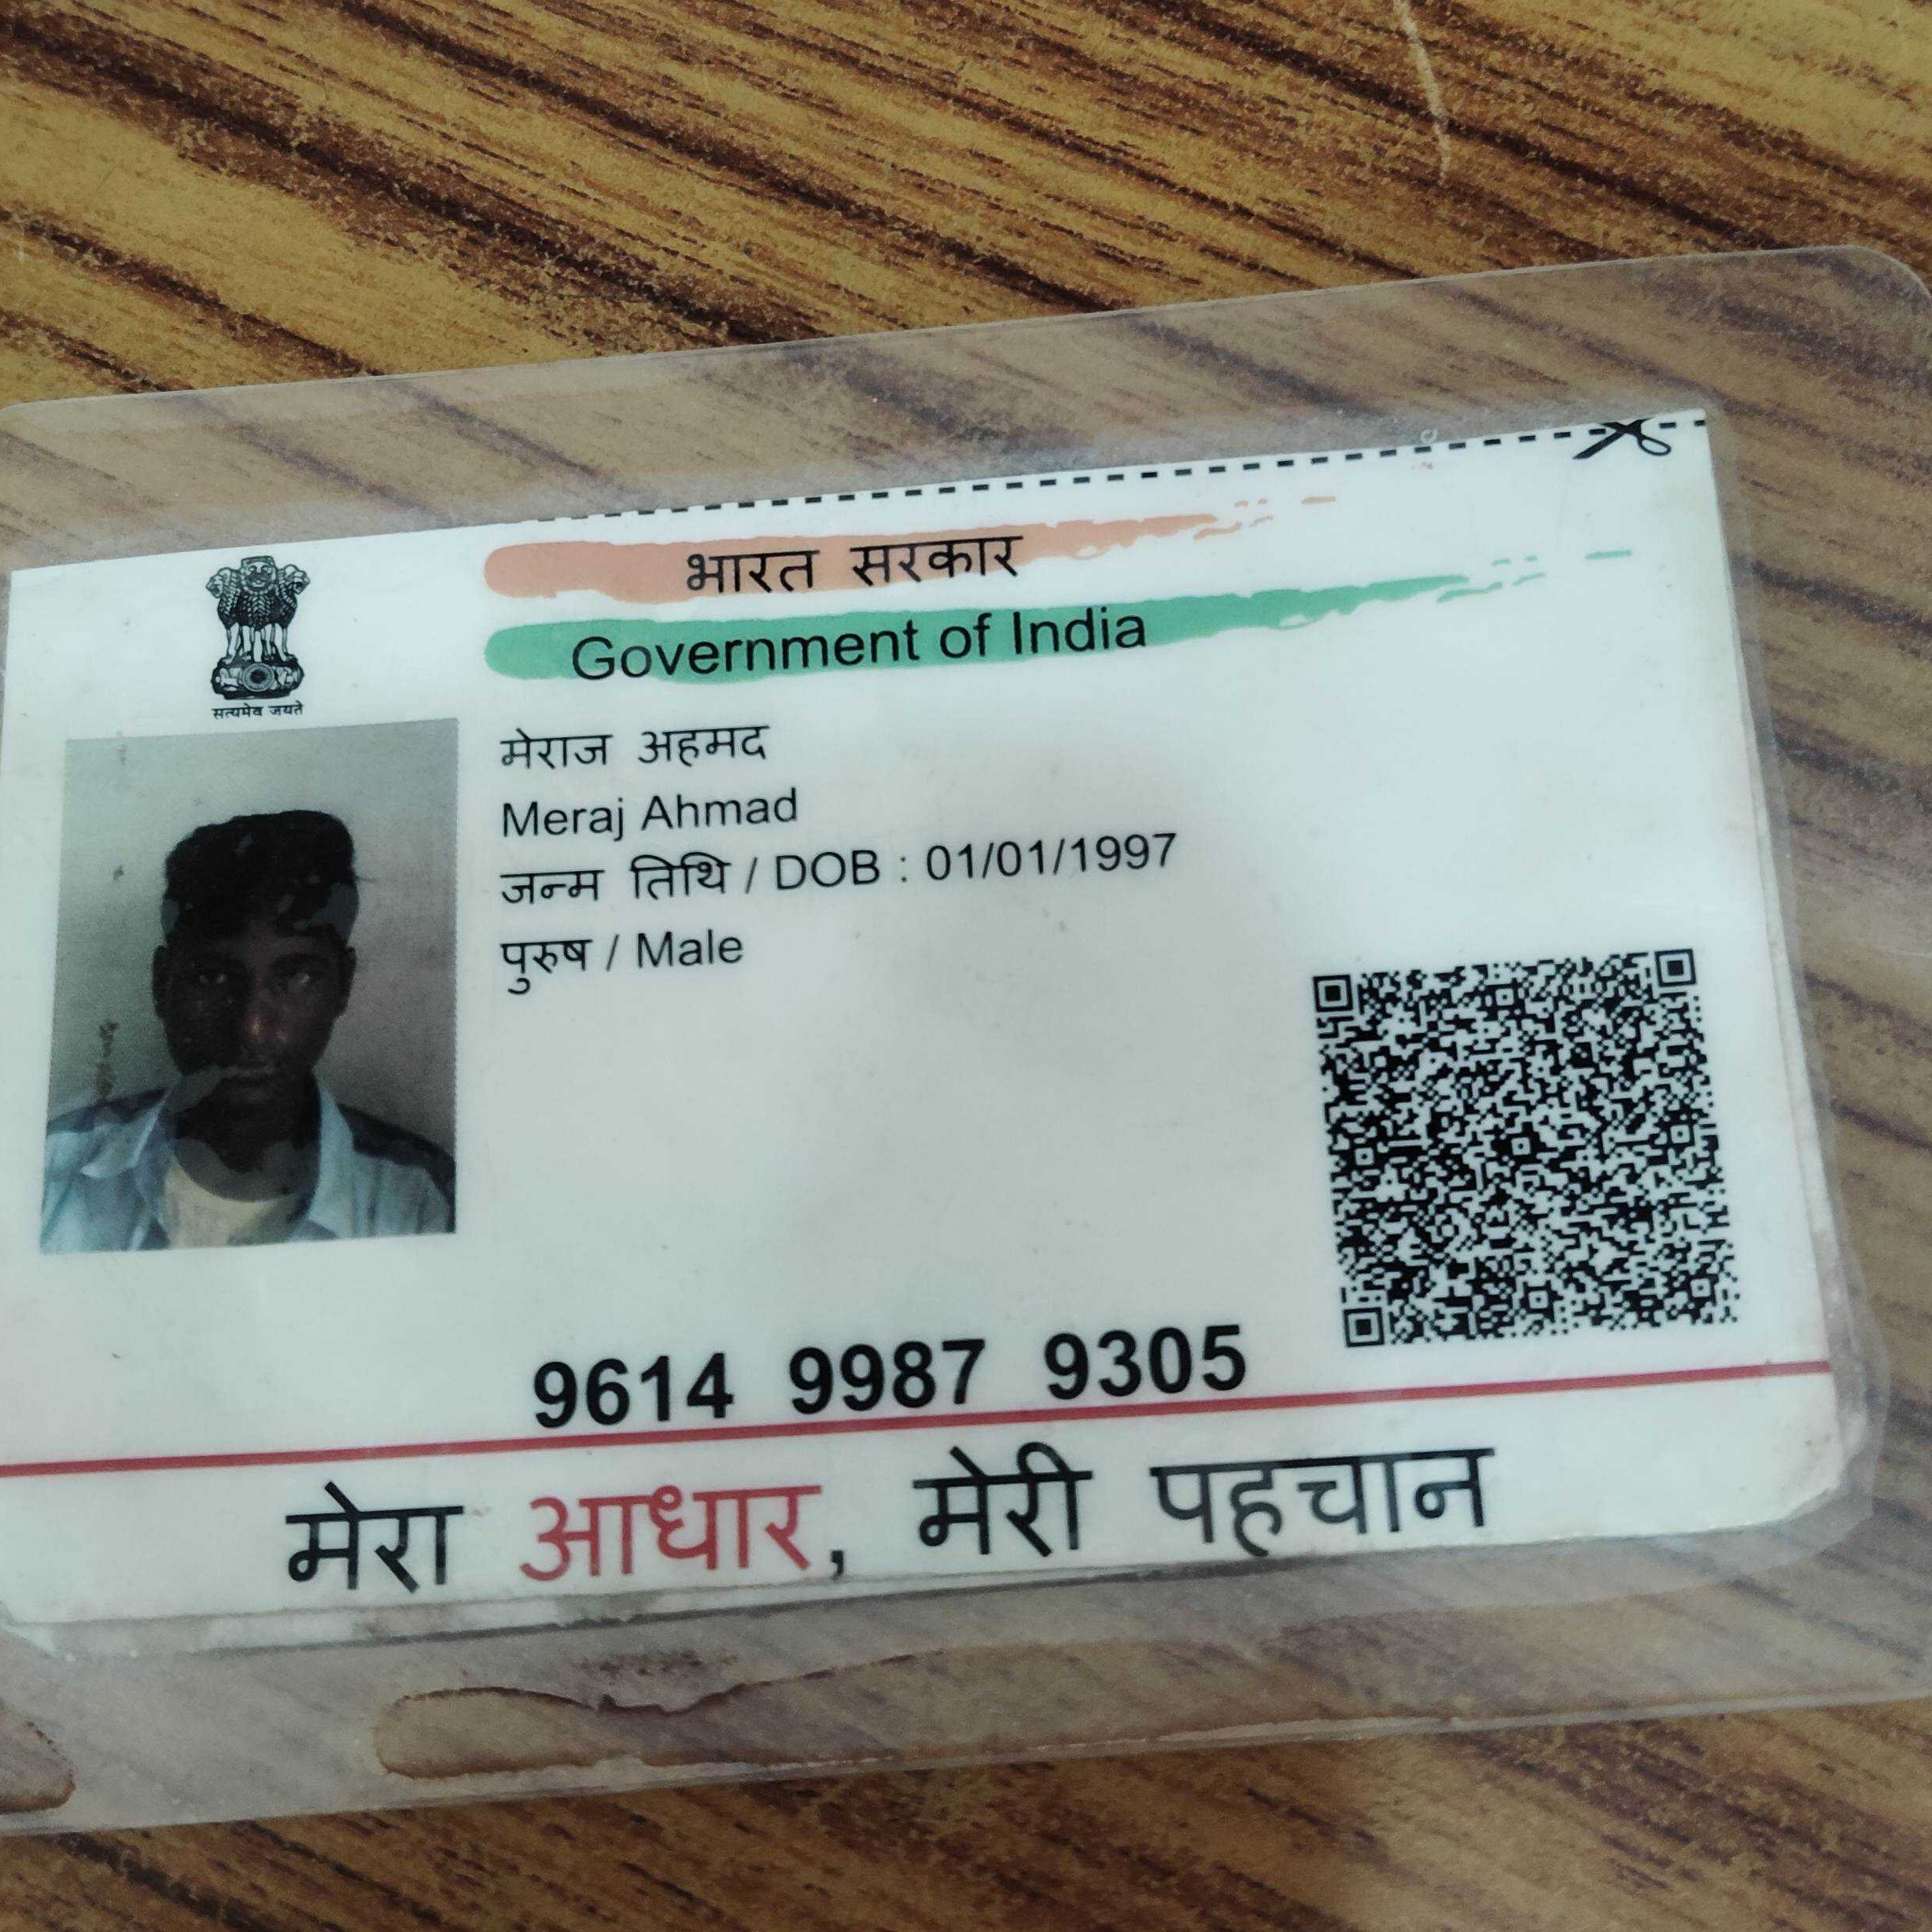 भारत सरकार
Government of India
सत्यमेव जयते
मेराज अहमद
Meraj Ahmad
जन्म तिथि / DOB : 01/01/1997
पुरुष / Male
9614 9987 9305
मेरा आधार, मेरी पहचान